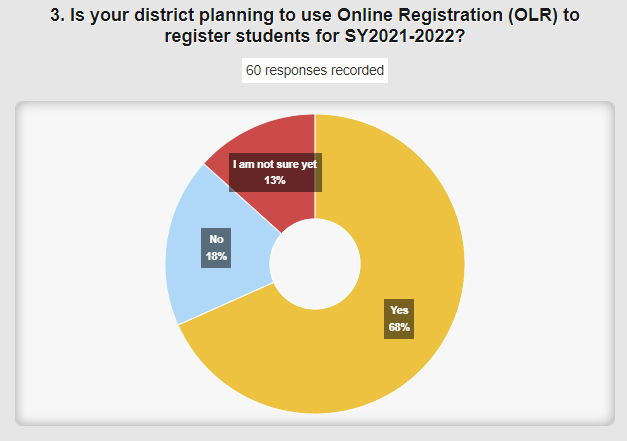 3. Is your district planning to use Online Registration (OLR) to
register students for SY2021-2022?
60 responses recorded
I am not sure yet
13%
No
18%
Yes
68%